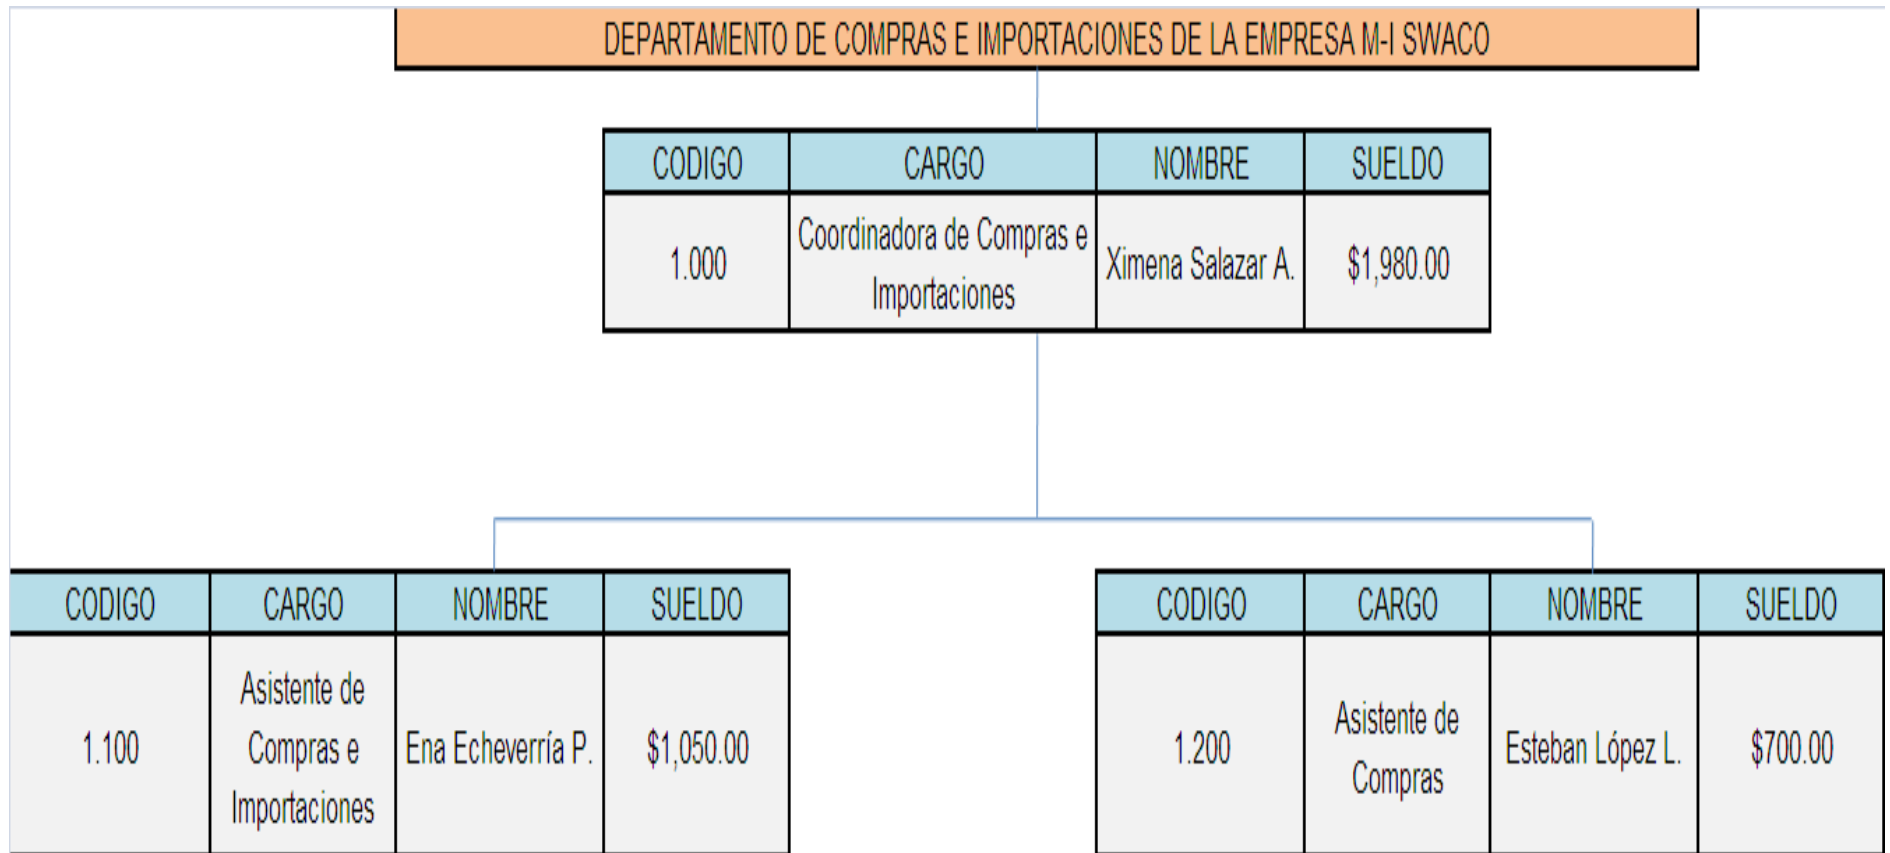 DEPARTAMENTO DE COMPRAS E IMPORTACIONES DE LA EMPRESA M-I SWACO
CODIGO CARGO NOMBRE SUELDO
1.000 Coordinadora de Compras e Importaciones Ximena Salazar A. $1,980.00
CODIGO CARGO NOMBRE SUELDO
1.100 Asistente de Compras e Importaciones Ena Echeverría P. $1,050.00
CODIGO CARGO NOMBRE SUELDO
1.200 Asistente de Compras Esteban López L. $700.00